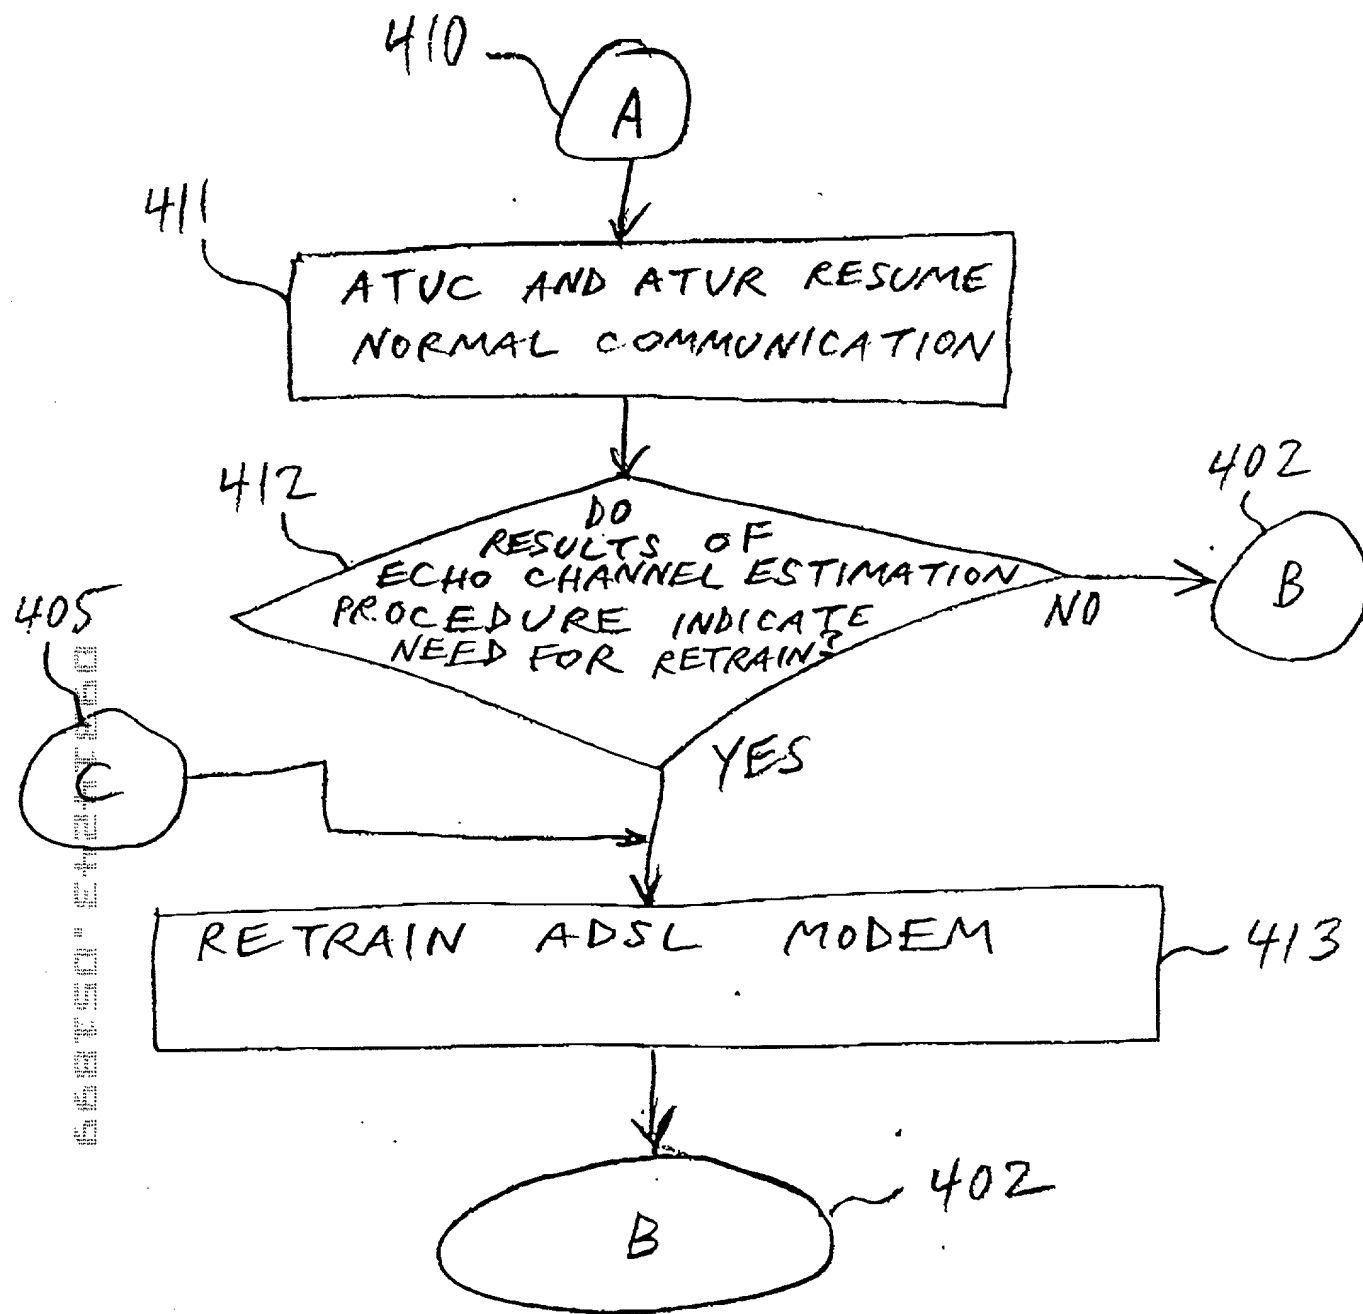 410
A
411
ATUC AND ATUR RESUME
NORMAL COMMUNICATION
412
DO
RESULTS OF
ECHO CHANNEL ESTIMATION
PROCEDURE INDICATE
NEED FOR RETRAIN?
NO
402
B
405
C
YES
RETRAIN ADSL MODEM
413
B
402